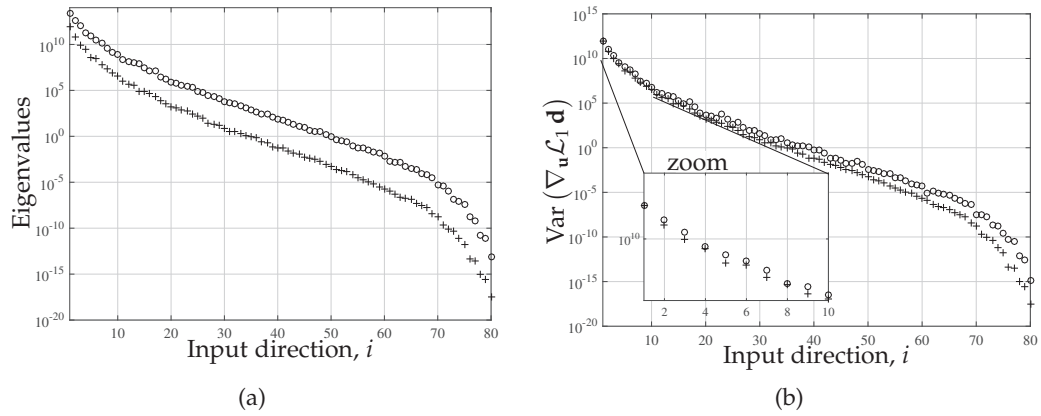 10^10
10^5
10^0
10^-5
10^-10
10^-15
10^-20
Eigenvalues
10 20 30 40 50 60 70 80
Input direction, i
(a)
10^15
10^10
10^5
10^0
10^-5
10^-10
10^-15
10^-20
Var (∇_u ℒ_1 d)
zoom
10^10
2 4 6 8 10
10 20 30 40 50 60 70 80
Input direction, i
(b)